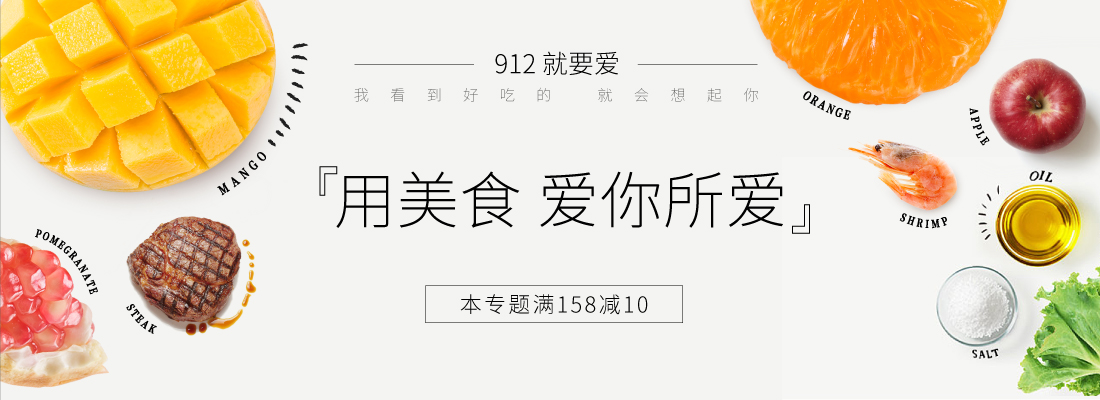 912 就要爱
我看到好吃的 就会想起你
『用美食 爱你所爱』
本专题满158减10
MANGO
POMEGRANATE
STEAK
ORANGE
APPLE
SHRIMP
OIL
SALT